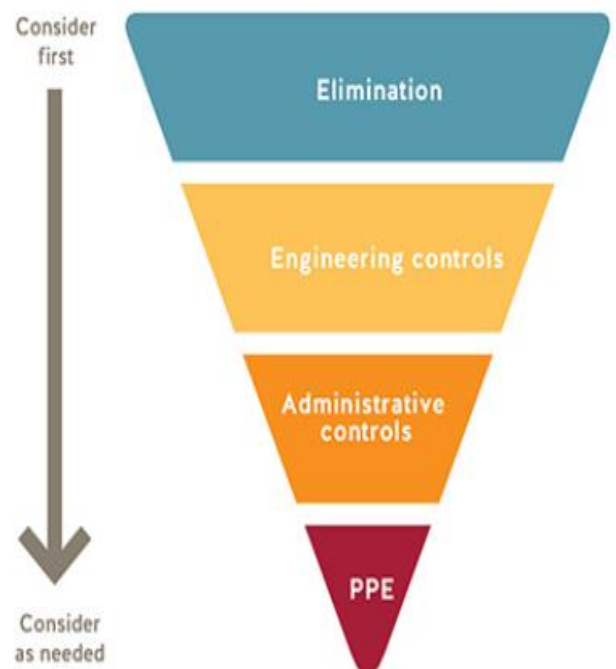 Consider
first
Elimination
Engineering controls
Administrative
controls
PPE
Consider
as needed